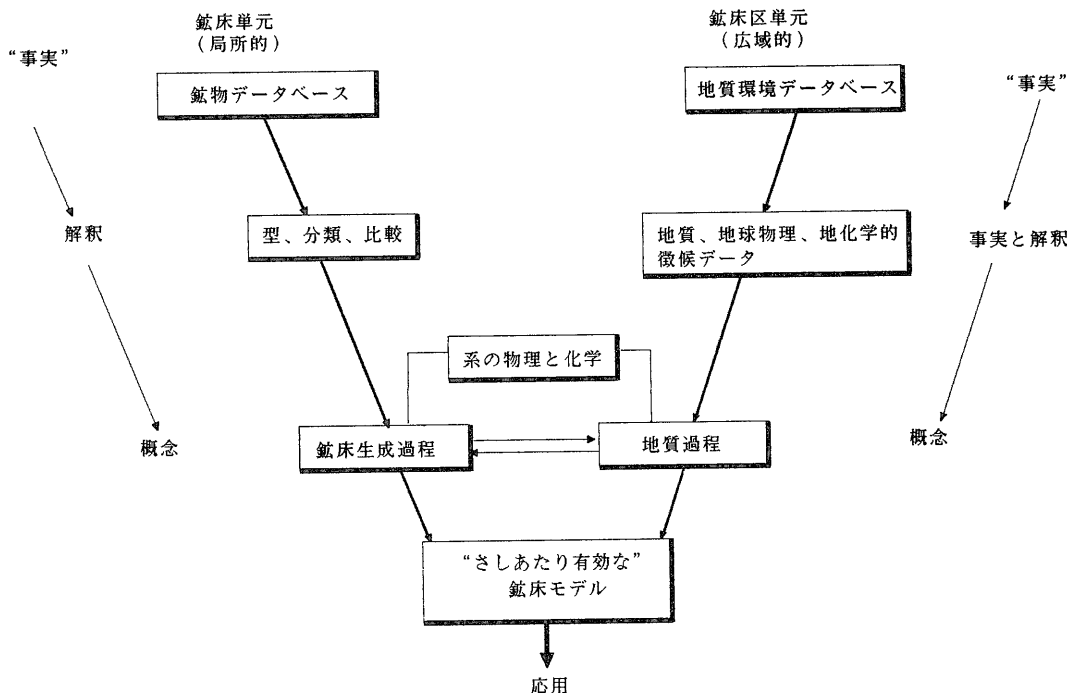 鉱床単元
(局所的)
鉱床区単元
(広域的)
“事実”
鉱物データベース
地質環境データベース
“事実”
解釈
型、分類、比較
地質、地球物理、地化学的
徴候データ
事実と解釈
系の物理と化学
概念
鉱床生成過程
地質過程
概念
“さしあたり有効な”
鉱床モデル
応用